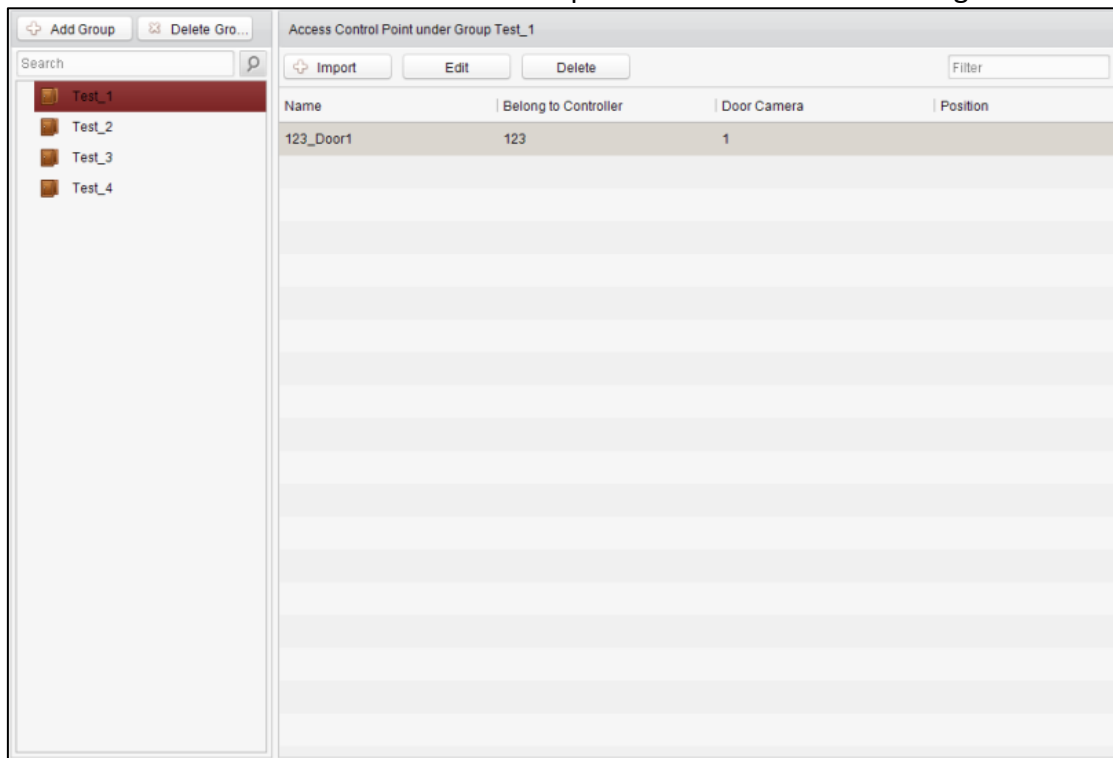 Add Group Delete Gro...
Search
Test_1
Test_2
Test_3
Test_4
Access Control Point under Group Test_1
Import Edit Delete Filter
Name Belong to Controller Door Camera Position
123_Door1 123 1